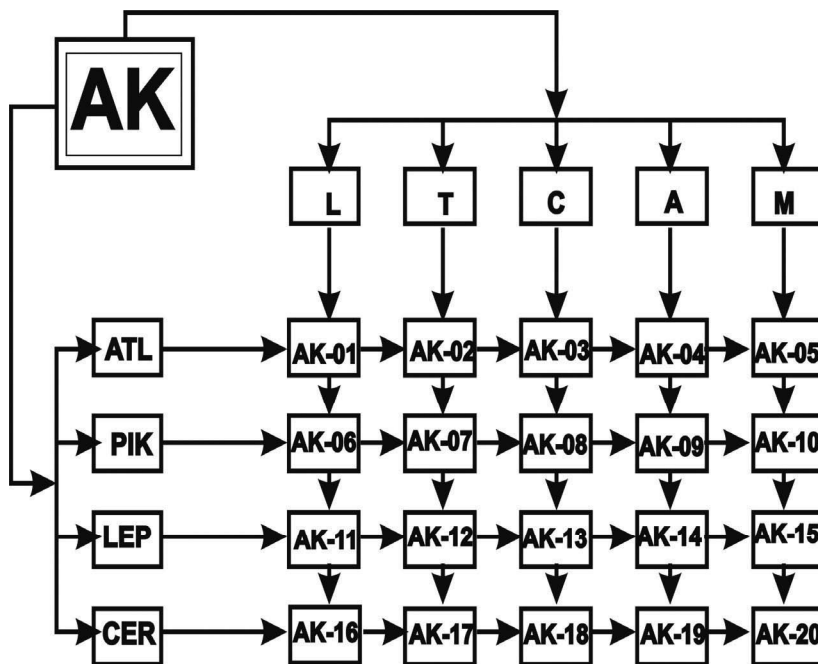 AK
L T C A M
ATL AK-01 AK-02 AK-03 AK-04 AK-05
PIK AK-06 AK-07 AK-08 AK-09 AK-10
LEP AK-11 AK-12 AK-13 AK-14 AK-15
CER AK-16 AK-17 AK-18 AK-19 AK-20